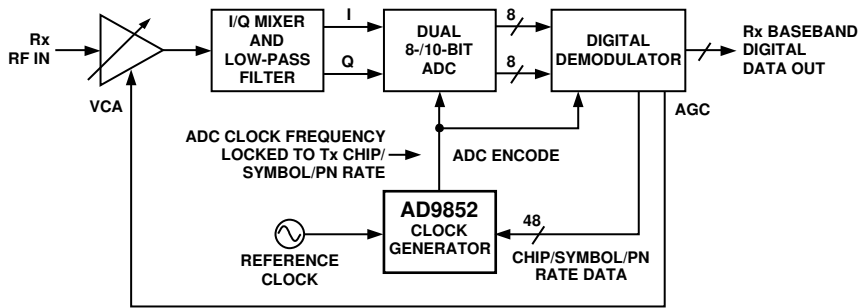 Rx
RF IN
VCA
I/Q MIXER
AND
LOW-PASS
FILTER
I
Q
DUAL
8-/10-BIT
ADC
8
8
DIGITAL
DEMODULATOR
Rx BASEBAND
DIGITAL
DATA OUT
AGC
ADC CLOCK FREQUENCY
LOCKED TO Tx CHIP/
SYMBOL/PN RATE
ADC ENCODE
AD9852
CLOCK
GENERATOR
48
CHIP/SYMBOL/PN
RATE DATA
REFERENCE
CLOCK